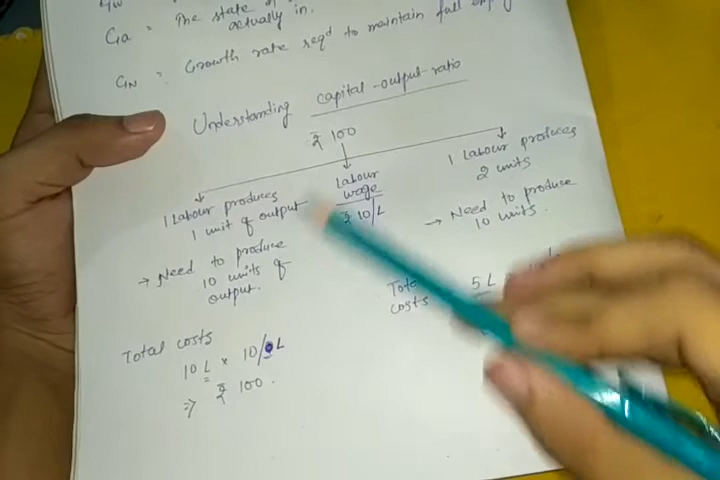 GW
Ga = The state of
actually in.
GN = Growth rate reqd to maintain full
Understanding capital-output-ratio
₹ 100
1 Labour produces
1 unit of output
→ Need to produce
10 units of
output.
Total costs
10 L × 10/L
⇒ ₹ 100.
Labour
wage
₹ 10/L
1 Labour produces
2 units
→ Need to produce
10 units.
costs
5 L